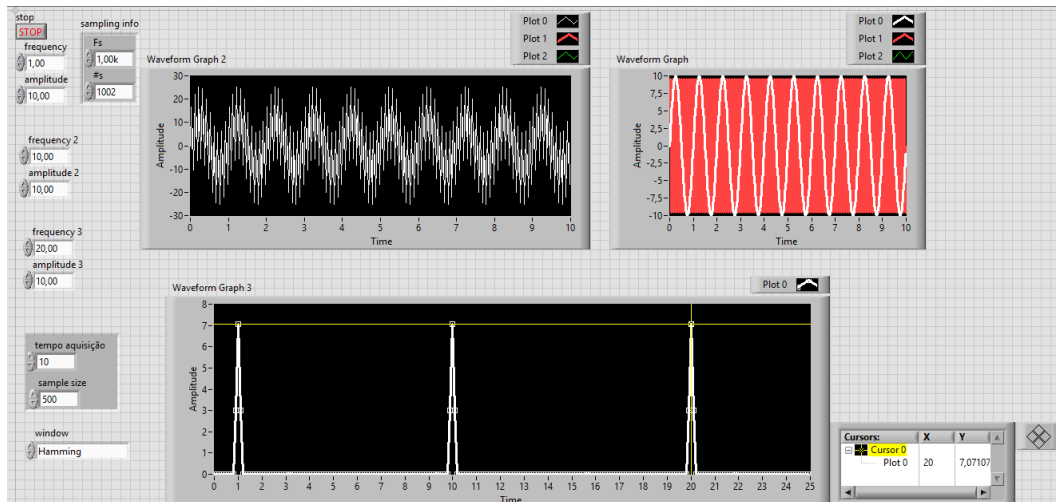 stop
STOP
sampling info
frequency
1,00
Fs
1,00k
amplitude
10,00
#s
1002
frequency 2
10,00
amplitude 2
10,00
frequency 3
20,00
amplitude 3
10,00
tempo aquisição
10
sample size
500
window
Hamming
Plot 0
Plot 1
Plot 2
Waveform Graph 2
30-
20-
10-
0-
-10-
-20-
-30-
Amplitude
0 1 2 3 4 5 6 7 8 9 10
Time
Plot 0
Plot 1
Plot 2
Waveform Graph
10-
7,5-
5-
2,5-
0-
-2,5-
-5-
-7,5-
-10-
Amplitude
0 1 2 3 4 5 6 7 8 9 10
Time
Plot 0
Waveform Graph 3
8-
7-
6-
5-
4-
3-
2-
1-
0-
Amplitude
0 1 2 3 4 5 6 7 8 9 10 11 12 13 14 15 16 17 18 19 20 21 22 23 24 25
Time
Cursors: X Y
Cursor 0
Plot 0 20 7,07107